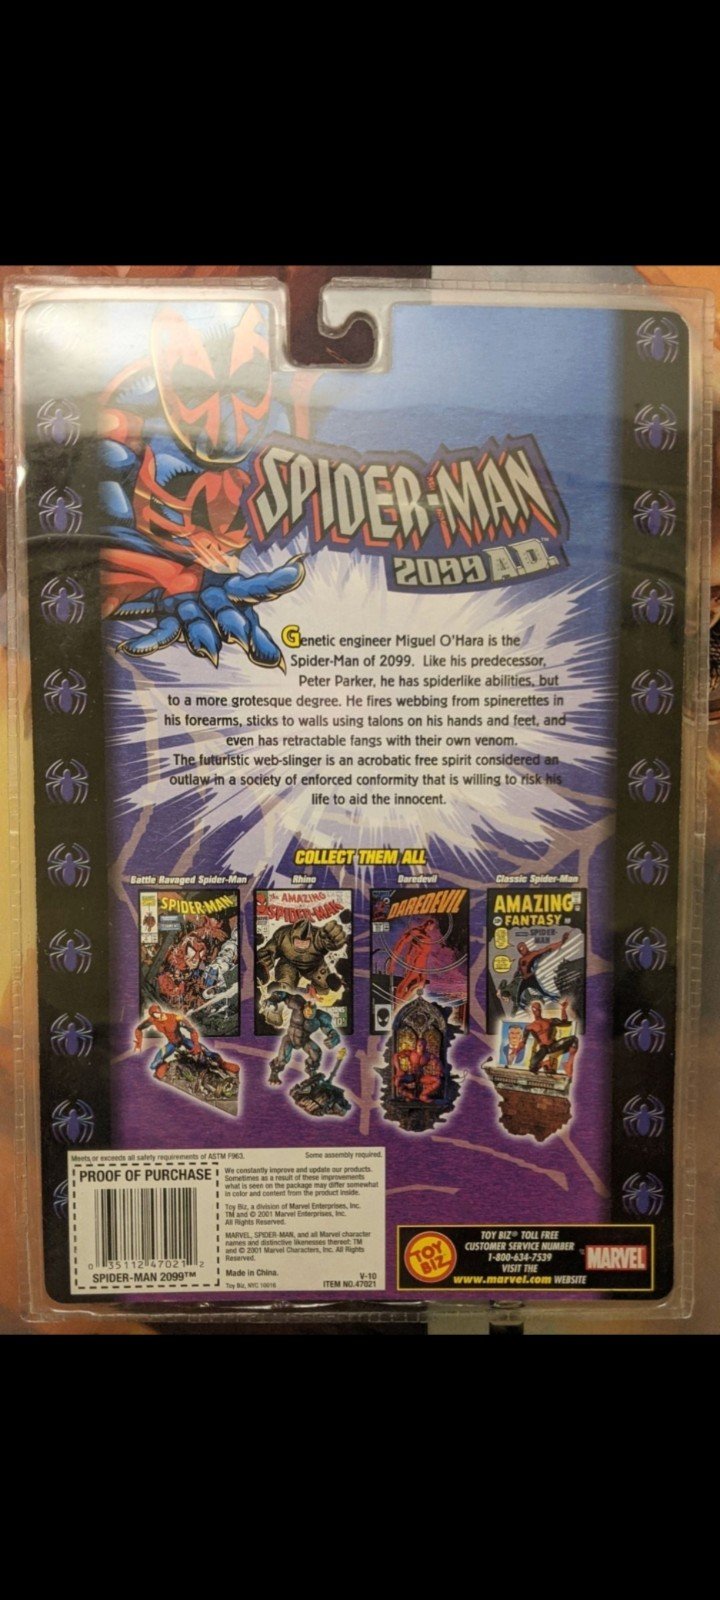 SPIDER-MAN
2099 A.D.™
Genetic engineer Miguel O'Hara is the
Spider-Man of 2099. Like his predecessor,
Peter Parker, he has spiderlike abilities, but
to a more grotesque degree. He fires webbing from spinerettes in
his forearms, sticks to walls using talons on his hands and feet, and
even has retractable fangs with their own venom.
The futuristic web-slinger is an acrobatic free spirit considered an
outlaw in a society of enforced conformity that is willing to risk his
life to aid the innocent.
COLLECT THEM ALL
Battle Ravaged Spider-Man
Rhino
Daredevil
Classic Spider-Man
SPIDER-MAN
The AMAZING
SPIDER-MAN
DAREDEVIL
AMAZING
FANTASY
SPIDER-
MAN
Meets or exceeds all safety requirements of ASTM F963.
Some assembly required.
PROOF OF PURCHASE
0 35112 47021 2
SPIDER-MAN 2099™
We constantly improve and update our products.
Sometimes as a result of these improvements
what is seen on the package may differ somewhat
in color and content from the product inside.
Toy Biz, a division of Marvel Enterprises, Inc.
TM and © 2001 Marvel Enterprises, Inc.
All Rights Reserved.
MARVEL, SPIDER-MAN, and all Marvel character
names and distinctive likenesses thereof: TM
and © 2001 Marvel Characters, Inc. All Rights
Reserved.
Made in China.
V-10
Toy Biz, NYC 10016
ITEM NO.47021
TOY BIZ
TOY BIZ® TOLL FREE
CUSTOMER SERVICE NUMBER
1-800-634-7539
VISIT THE
www.marvel.com WEBSITE
MARVEL